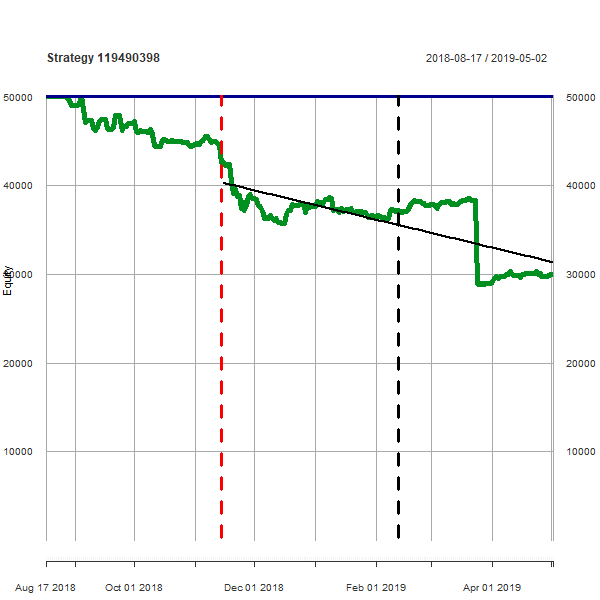 Strategy 119490398
2018-08-17 / 2019-05-02
50000
50000
40000
40000
30000
30000
Equity
20000
20000
10000
10000
Aug 17 2018
Oct 01 2018
Dec 01 2018
Feb 01 2019
Apr 01 2019